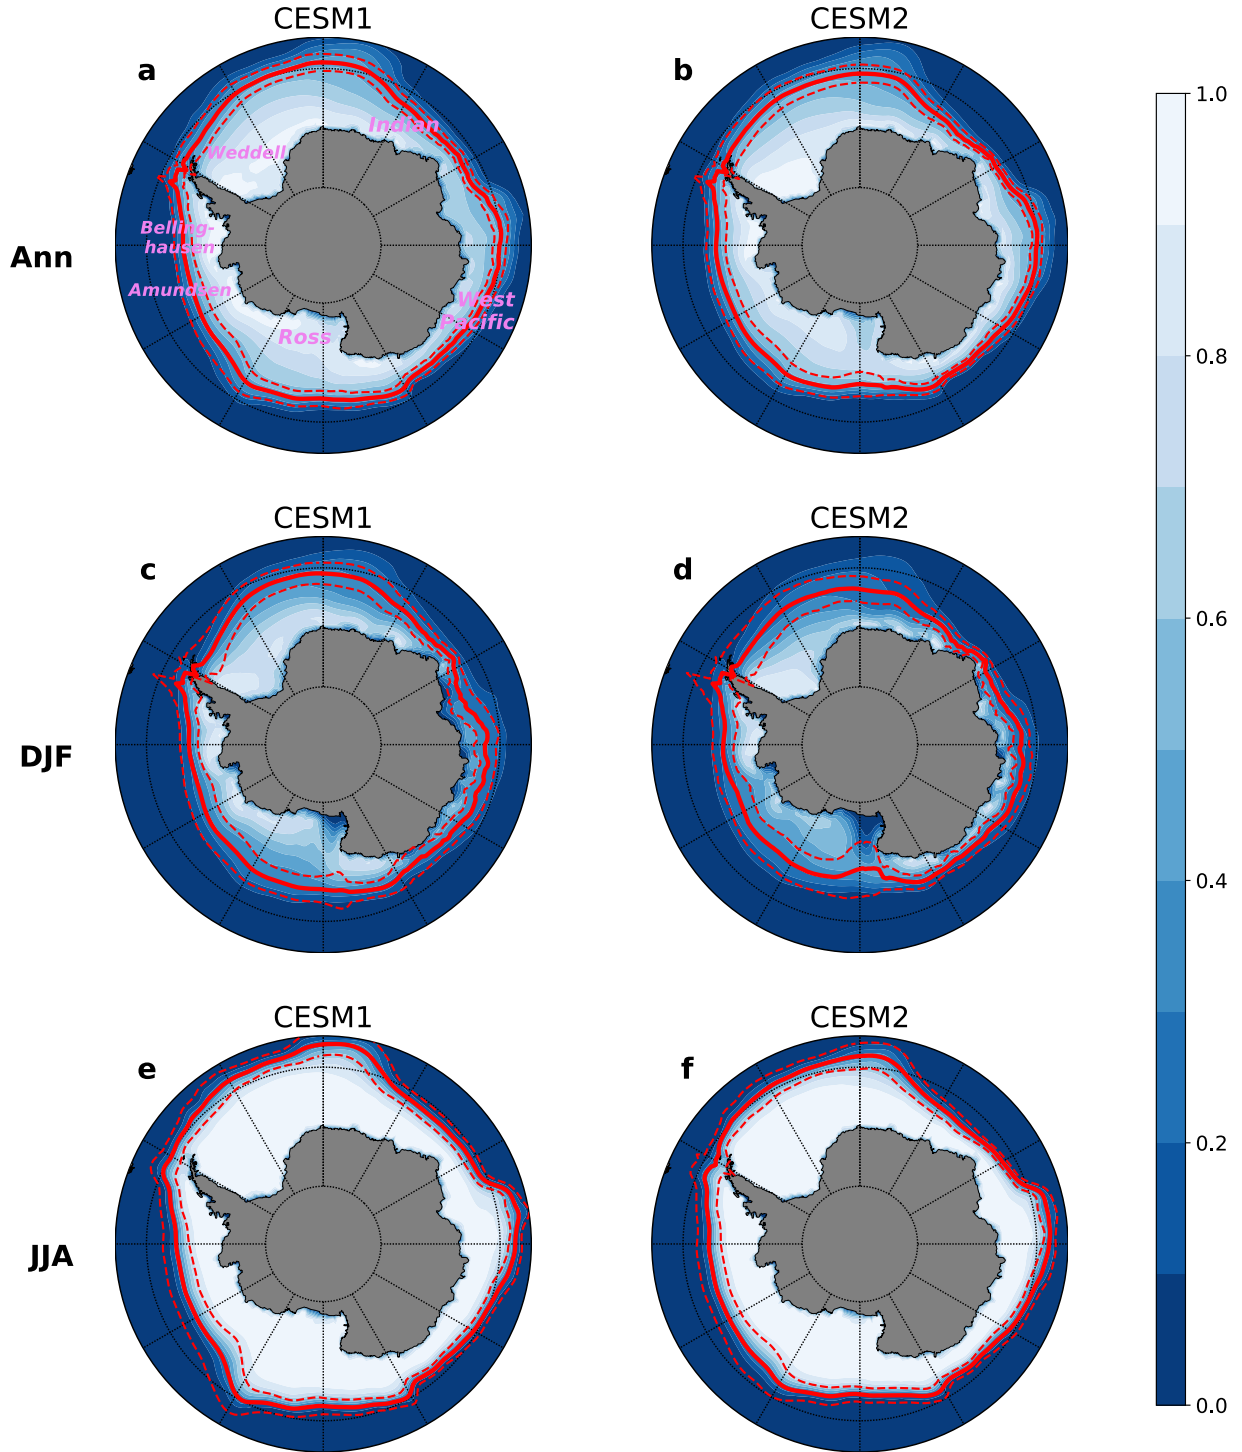 CESM1
CESM2
a
b
Indian
Weddell
Belling-
hausen
Amundsen
Ross
West
Pacific
Ann
CESM1
CESM2
c
d
DJF
CESM1
CESM2
e
f
JJA
1.0
0.8
0.6
0.4
0.2
0.0